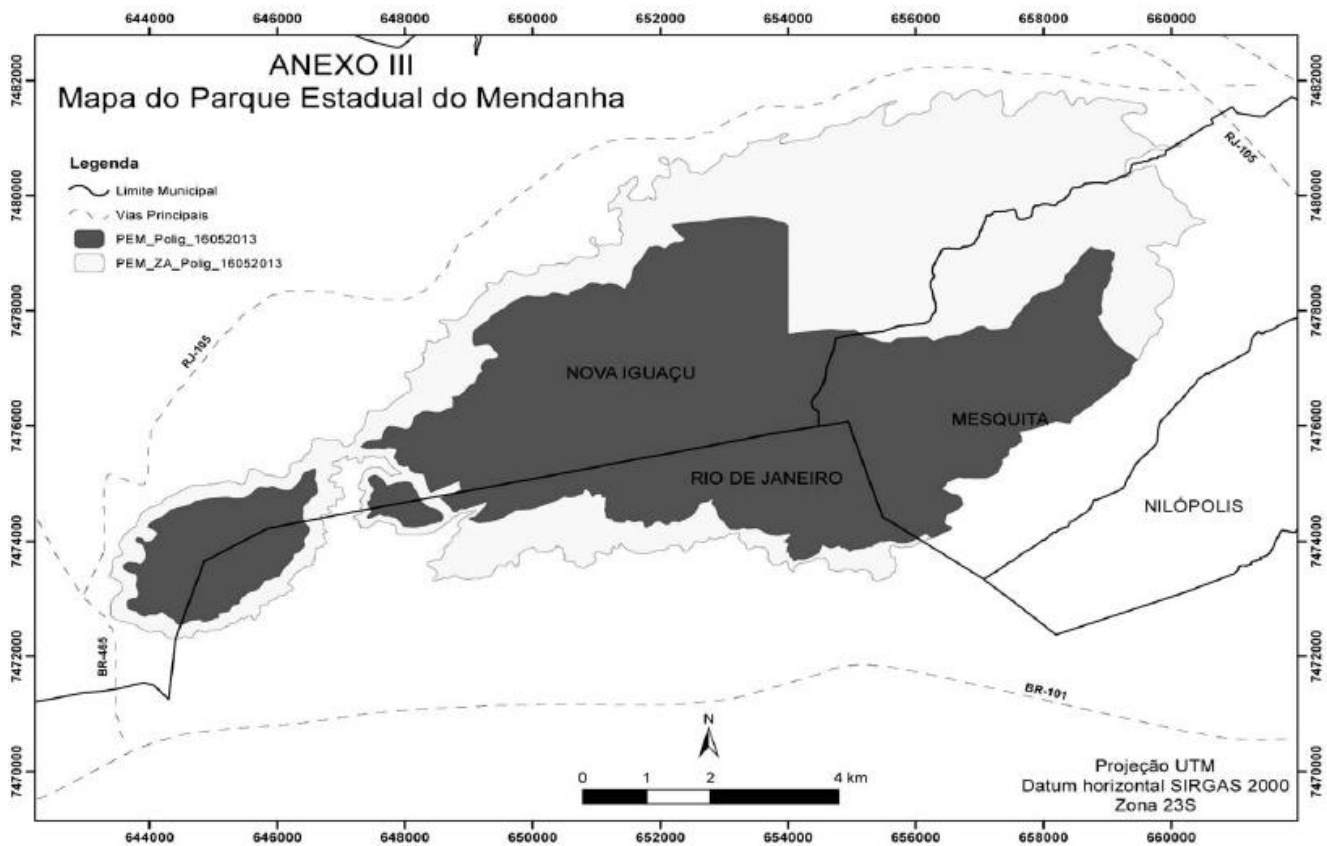 644000 646000 648000 650000 652000 654000 656000 658000 660000
ANEXO III
Mapa do Parque Estadual do Mendanha
Legenda
Limite Municipal
Vias Principais
PEM_Polig_16052013
PEM_ZA_Polig_16052013
7482000
7480000
7478000
7476000
7474000
7472000
7470000
7482000
7480000
7478000
7476000
7474000
7472000
7470000
RJ-105
RJ-105
NOVA IGUAÇU
MESQUITA
RIO DE JANEIRO
NILÓPOLIS
BR-465
BR-101
N
0 1 2 4 km
Projeção UTM
Datum horizontal SIRGAS 2000
Zona 23S
644000 646000 648000 650000 652000 654000 656000 658000 660000